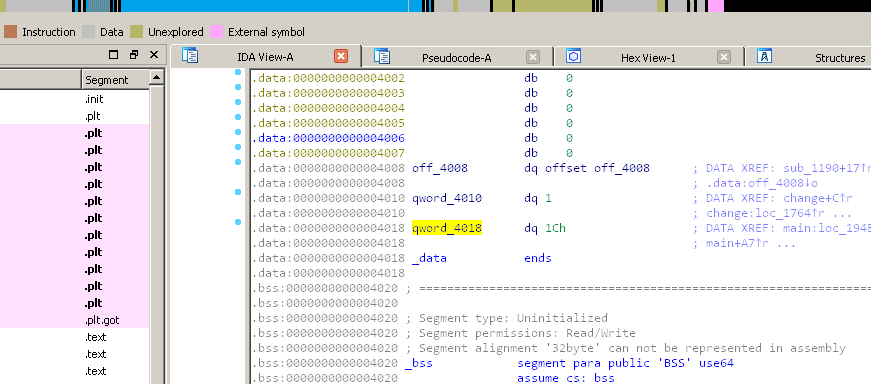 Instruction Data Unexplored External symbol
IDA View-A Pseudocode-A Hex View-1 Structures
Segment
.init
.plt
.plt
.plt
.plt
.plt
.plt
.plt
.plt
.plt
.plt
.plt
.plt
.plt.got
.text
.text
.text
.data:0000000000004002 db 0
.data:0000000000004003 db 0
.data:0000000000004004 db 0
.data:0000000000004005 db 0
.data:0000000000004006 db 0
.data:0000000000004007 db 0
.data:0000000000004008 off_4008 dq offset off_4008 ; DATA XREF: sub_1190+17↑r
.data:0000000000004008 ; .data:off_4008↓o
.data:0000000000004010 qword_4010 dq 1 ; DATA XREF: change+C↑r
.data:0000000000004010 ; change:loc_1764↑r ...
.data:0000000000004018 qword_4018 dq 1Ch ; DATA XREF: main:loc_194E
.data:0000000000004018 ; main+A7↑r ...
.data:0000000000004018 _data ends
.data:0000000000004018
.bss:0000000000004020 ; ===========================================================================
.bss:0000000000004020
.bss:0000000000004020 ; Segment type: Uninitialized
.bss:0000000000004020 ; Segment permissions: Read/Write
.bss:0000000000004020 ; Segment alignment '32byte' can not be represented in assembly
.bss:0000000000004020 _bss segment para public 'BSS' use64
.bss:0000000000004020 assume cs:_bss